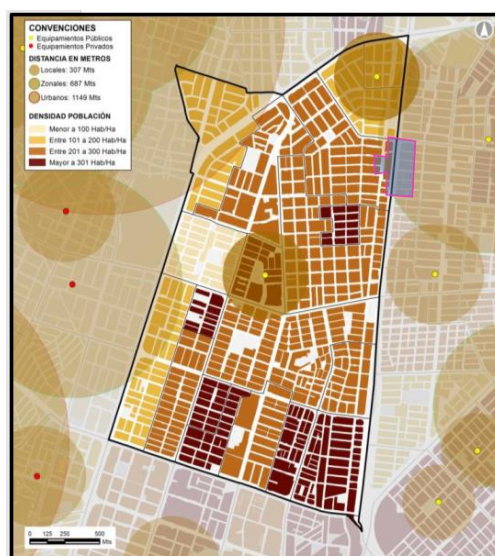 CONVENCIONES
Equipamientos Públicos
Equipamientos Privados
DISTANCIA EN METROS
Locales: 307 Mts
Zonales: 687 Mts
Urbanos: 1149 Mts
DENSIDAD POBLACIÓN
Menor a 100 Hab/Ha
Entre 101 a 200 Hab/Ha
Entre 201 a 300 Hab/Ha
Mayor a 301 Hab/Ha
0 125 250 500
Mts